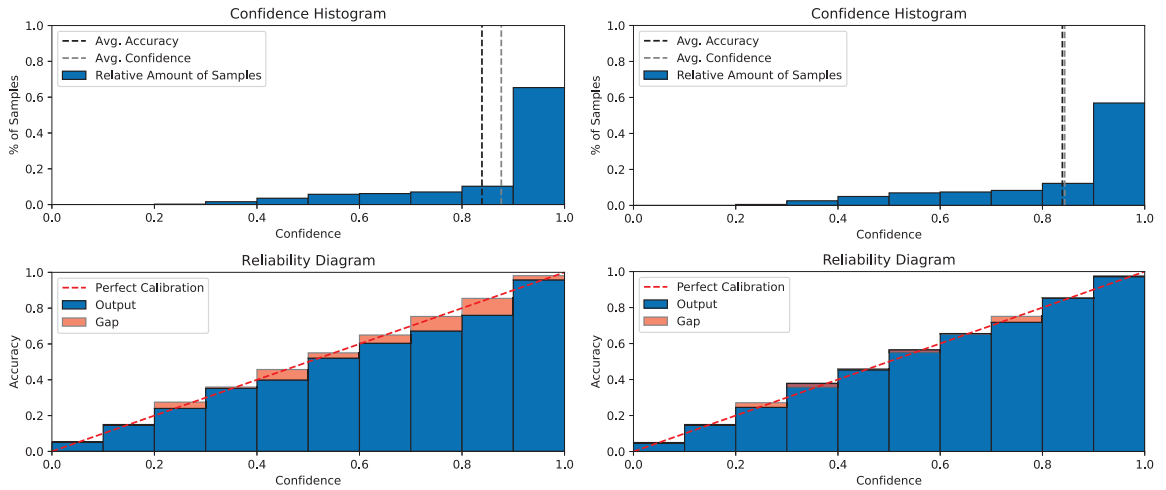 Confidence Histogram
1.0
0.8
0.6
0.4
0.2
0.0
% of Samples
Avg. Accuracy
Avg. Confidence
Relative Amount of Samples
0.0 0.2 0.4 0.6 0.8 1.0
Confidence
Confidence Histogram
1.0
0.8
0.6
0.4
0.2
0.0
% of Samples
Avg. Accuracy
Avg. Confidence
Relative Amount of Samples
0.0 0.2 0.4 0.6 0.8 1.0
Confidence
Reliability Diagram
1.0
0.8
0.6
0.4
0.2
0.0
Accuracy
Perfect Calibration
Output
Gap
0.0 0.2 0.4 0.6 0.8 1.0
Confidence
Reliability Diagram
1.0
0.8
0.6
0.4
0.2
0.0
Accuracy
Perfect Calibration
Output
Gap
0.0 0.2 0.4 0.6 0.8 1.0
Confidence